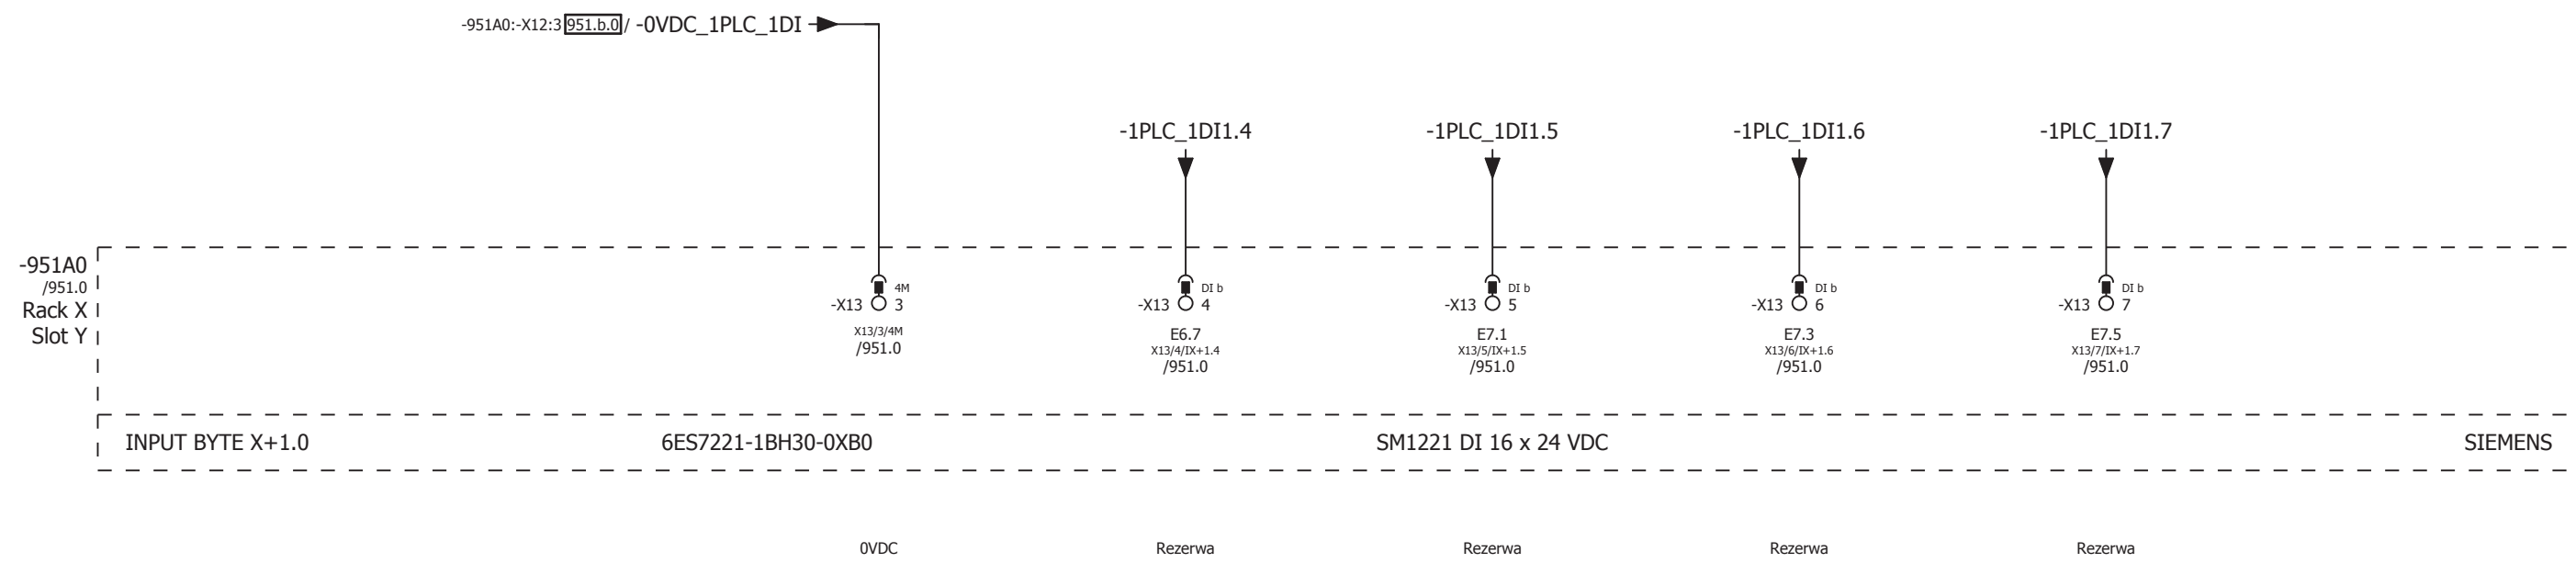 -951A0:-X12:3 951.b.0 / -0VDC_1PLC_1DI
-1PLC_1DI1.4 -1PLC_1DI1.5 -1PLC_1DI1.6 -1PLC_1DI1.7
-951A0
/951.0
Rack X
Slot Y
4M
-X13 3
X13/3/4M
/951.0
DI b
-X13 4
E6.7
X13/4/IX+1.4
/951.0
DI b
-X13 5
E7.1
X13/5/IX+1.5
/951.0
DI b
-X13 6
E7.3
X13/6/IX+1.6
/951.0
DI b
-X13 7
E7.5
X13/7/IX+1.7
/951.0
INPUT BYTE X+1.0 6ES7221-1BH30-0XB0 SM1221 DI 16 x 24 VDC SIEMENS
0VDC Rezerwa Rezerwa Rezerwa Rezerwa